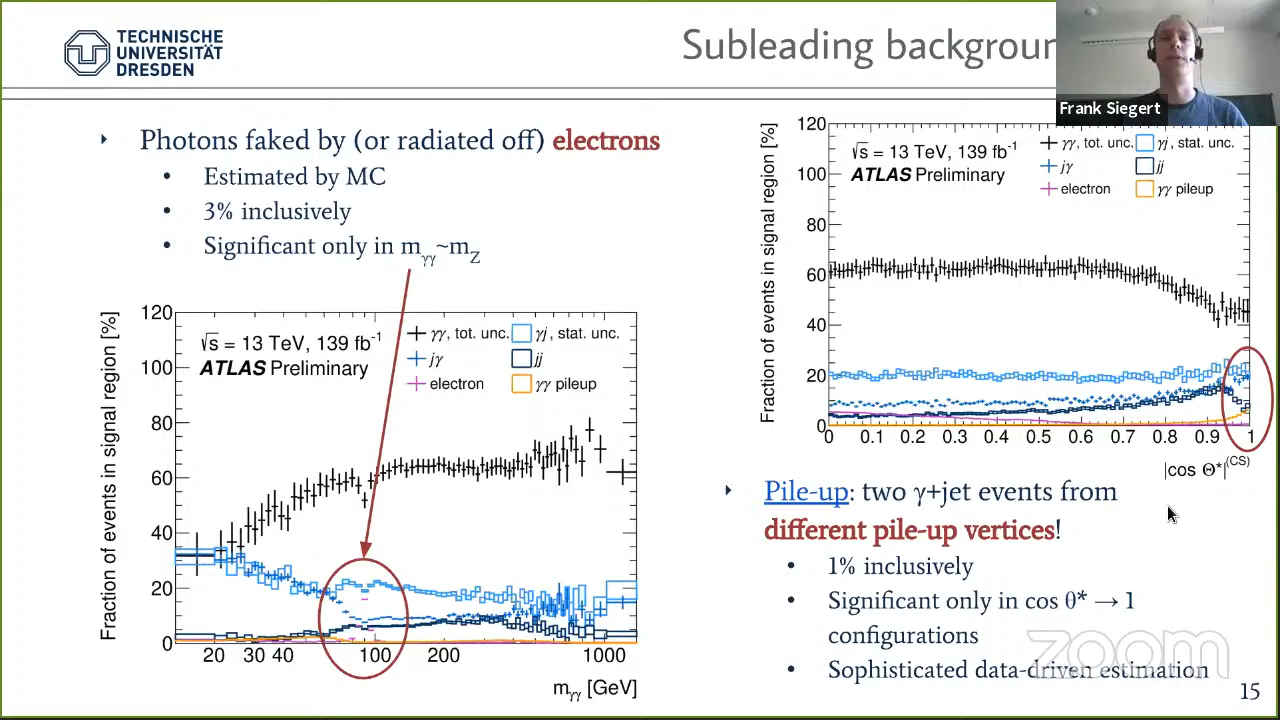 TECHNISCHE
UNIVERSITÄT
DRESDEN
Subleading backgroun
Frank Siegert
‣ Photons faked by (or radiated off) electrons
• Estimated by MC
• 3% inclusively
• Significant only in mγγ~mZ
Fraction of events in signal region [%]
120
100
80
60
40
20
0
√s = 13 TeV, 139 fb-1
ATLAS Preliminary
γγ, tot. unc.
γj, stat. unc.
jγ
jj
electron
γγ pileup
20 30 40 100 200 1000
mγγ [GeV]
Fraction of events in signal region [%]
120
100
80
60
40
20
0
√s = 13 TeV, 139 fb-1
ATLAS Preliminary
γγ, tot. unc.
γj, stat. unc.
jγ
jj
electron
γγ pileup
0 0.1 0.2 0.3 0.4 0.5 0.6 0.7 0.8 0.9 1
|cos Θ*|(CS)
‣ Pile-up: two γ+jet events from
different pile-up vertices!
• 1% inclusively
• Significant only in cos θ* → 1
configurations
• Sophisticated data-driven estimation
zoom
15